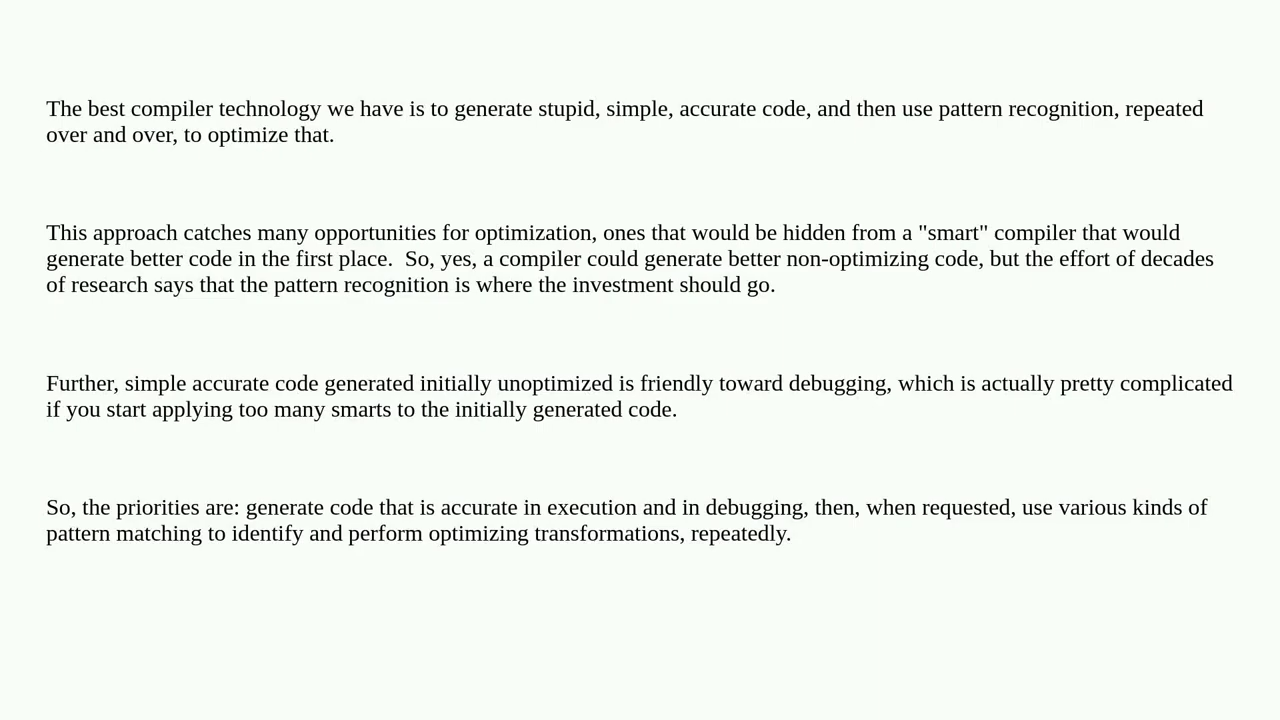 The best compiler technology we have is to generate stupid, simple, accurate code, and then use pattern recognition, repeated
over and over, to optimize that.
This approach catches many opportunities for optimization, ones that would be hidden from a "smart" compiler that would
generate better code in the first place.  So, yes, a compiler could generate better non-optimizing code, but the effort of decades
of research says that the pattern recognition is where the investment should go.
Further, simple accurate code generated initially unoptimized is friendly toward debugging, which is actually pretty complicated
if you start applying too many smarts to the initially generated code.
So, the priorities are: generate code that is accurate in execution and in debugging, then, when requested, use various kinds of
pattern matching to identify and perform optimizing transformations, repeatedly.